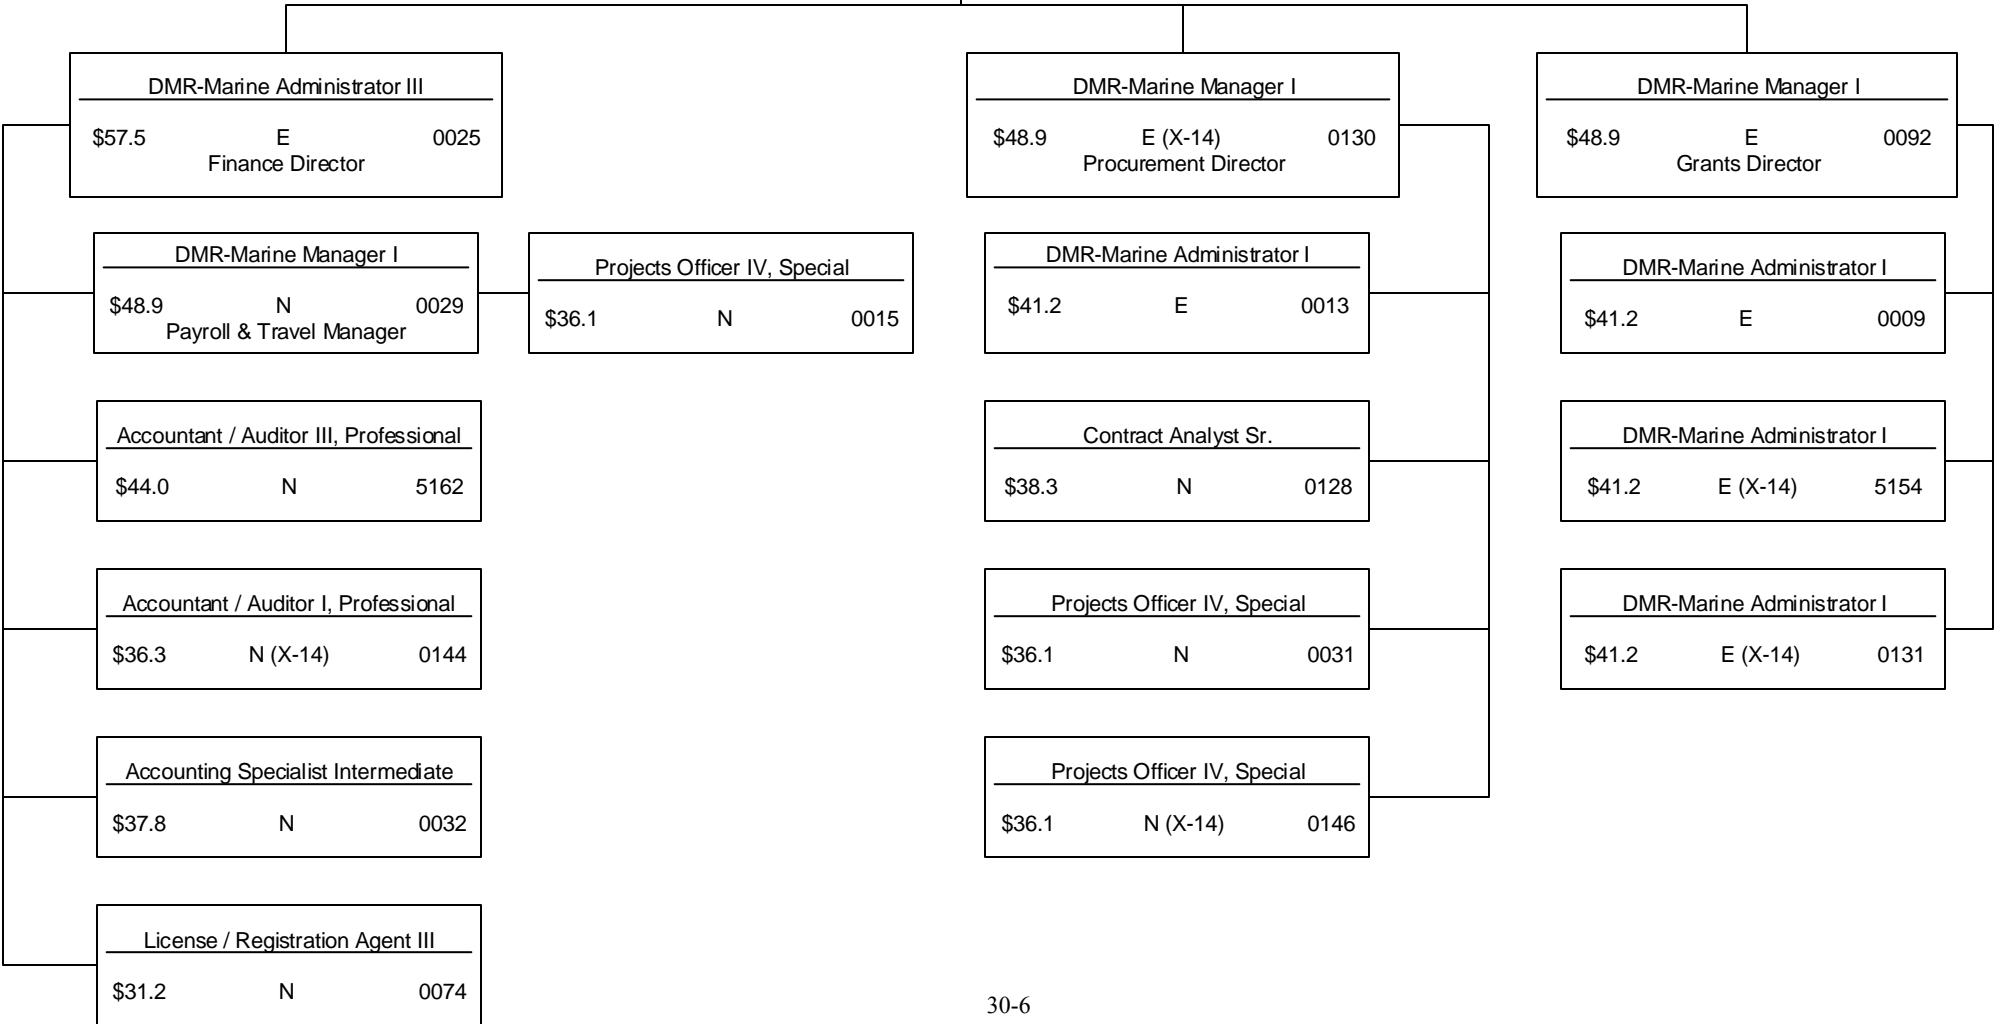 DMR-Marine Administrator III
$57.5 E 0025
Finance Director
DMR-Marine Manager I
$48.9 N 0029
Payroll & Travel Manager
Projects Officer IV, Special
$36.1 N 0015
Accountant / Auditor III, Professional
$44.0 N 5162
Accountant / Auditor I, Professional
$36.3 N (X-14) 0144
Accounting Specialist Intermediate
$37.8 N 0032
License / Registration Agent III
$31.2 N 0074
DMR-Marine Manager I
$48.9 E (X-14) 0130
Procurement Director
DMR-Marine Administrator I
$41.2 E 0013
Contract Analyst Sr.
$38.3 N 0128
Projects Officer IV, Special
$36.1 N 0031
Projects Officer IV, Special
$36.1 N (X-14) 0146
DMR-Marine Manager I
$48.9 E 0092
Grants Director
DMR-Marine Administrator I
$41.2 E 0009
DMR-Marine Administrator I
$41.2 E (X-14) 5154
DMR-Marine Administrator I
$41.2 E (X-14) 0131
30-6